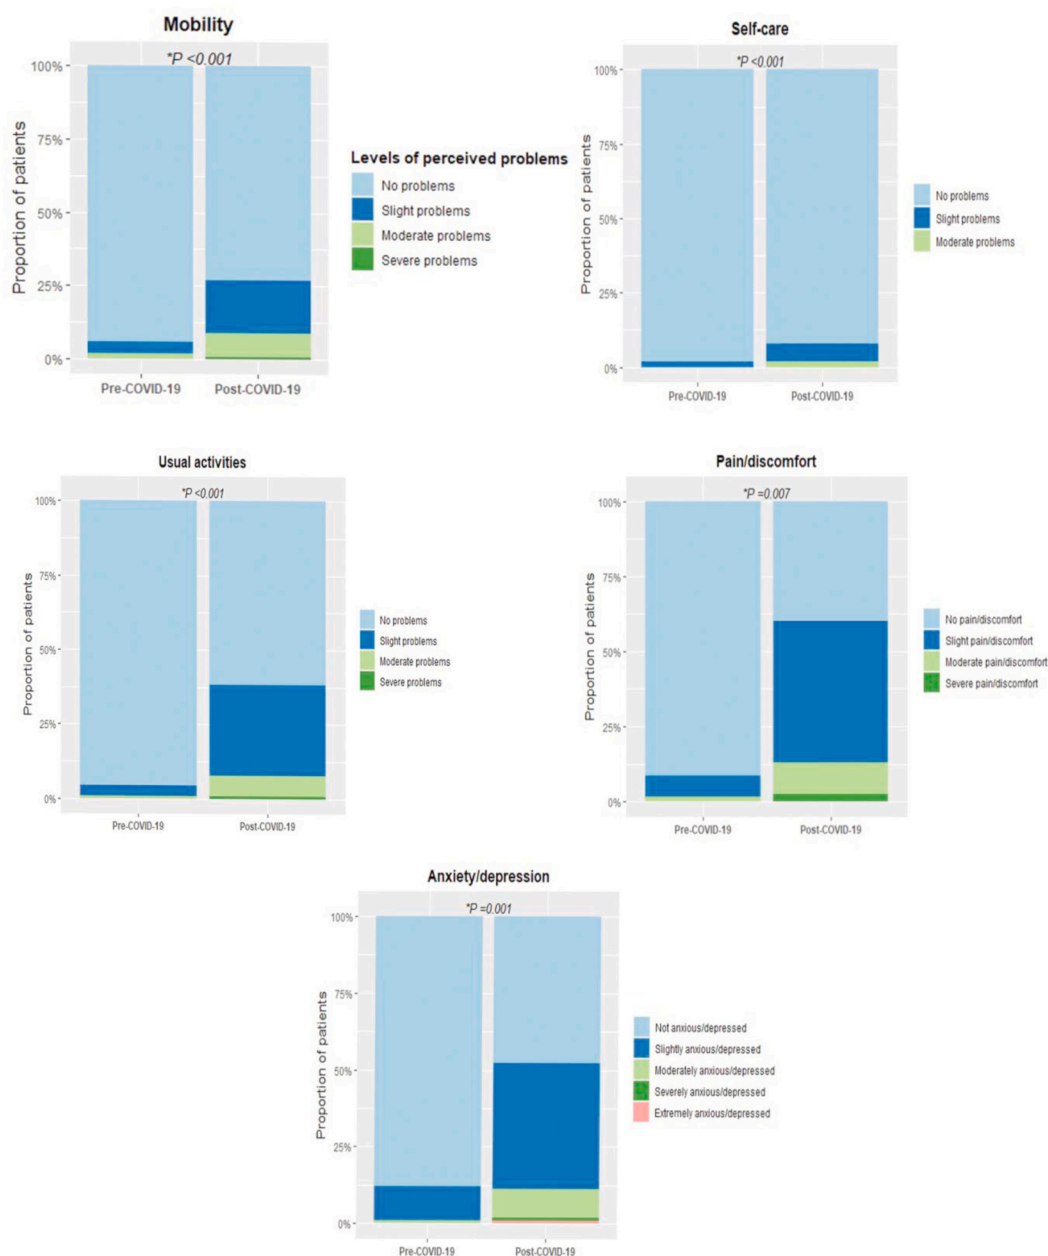 Mobility
*P <0.001
Proportion of patients
100%
75%
50%
25%
0%
Pre-COVID-19
Post-COVID-19
Levels of perceived problems
No problems
Slight problems
Moderate problems
Severe problems
Self-care
*P <0.001
Proportion of patients
100%
75%
50%
25%
0%
Pre-COVID-19
Post-COVID-19
No problems
Slight problems
Moderate problems
Usual activities
*P <0.001
Proportion of patients
100%
75%
50%
25%
0%
Pre-COVID-19
Post-COVID-19
No problems
Slight problems
Moderate problems
Severe problems
Pain/discomfort
*P =0.007
Proportion of patients
100%
75%
50%
25%
0%
Pre-COVID-19
Post-COVID-19
No pain/discomfort
Slight pain/discomfort
Moderate pain/discomfort
Severe pain/discomfort
Anxiety/depression
*P =0.001
Proportion of patients
100%
75%
50%
25%
0%
Pre-COVID-19
Post-COVID-19
Not anxious/depressed
Slightly anxious/depressed
Moderately anxious/depressed
Severely anxious/depressed
Extremely anxious/depressed